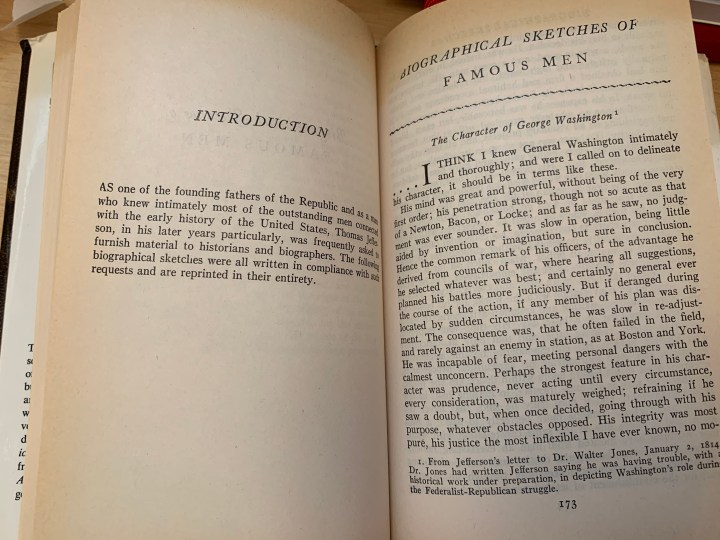 INTRODUCTION
AS one of the founding fathers of the Republic and as a man
who knew intimately most of the outstanding men connected
with the early history of the United States, Thomas Jeffer-
son, in his later years particularly, was frequently asked to
furnish material to historians and biographers. The following
biographical sketches were all written in compliance with such
requests and are reprinted in their entirety.
BIOGRAPHICAL SKETCHES OF
FAMOUS MEN
The Character of George Washington¹
. . . . I THINK I knew General Washington intimately
and thoroughly; and were I called on to delineate
his character, it should be in terms like these.
His mind was great and powerful, without being of the very
first order; his penetration strong, though not so acute as that
of a Newton, Bacon, or Locke; and as far as he saw, no judg-
ment was ever sounder. It was slow in operation, being little
aided by invention or imagination, but sure in conclusion.
Hence the common remark of his officers, of the advantage he
derived from councils of war, where hearing all suggestions,
he selected whatever was best; and certainly no general ever
planned his battles more judiciously. But if deranged during
the course of the action, if any member of his plan was dis-
located by sudden circumstances, he was slow in re-adjust-
ment. The consequence was, that he often failed in the field,
and rarely against an enemy in station, as at Boston and York.
He was incapable of fear, meeting personal dangers with the
calmest unconcern. Perhaps the strongest feature in his char-
acter was prudence, never acting until every circumstance,
every consideration, was maturely weighed; refraining if he
saw a doubt, but, when once decided, going through with his
purpose, whatever obstacles opposed. His integrity was most
pure, his justice the most inflexible I have ever known, no mo-
1. From Jefferson's letter to Dr. Walter Jones, January 2, 1814.
Dr. Jones had written Jefferson saying he was having trouble, with a
historical work under preparation, in depicting Washington's role during
the Federalist-Republican struggle.
173